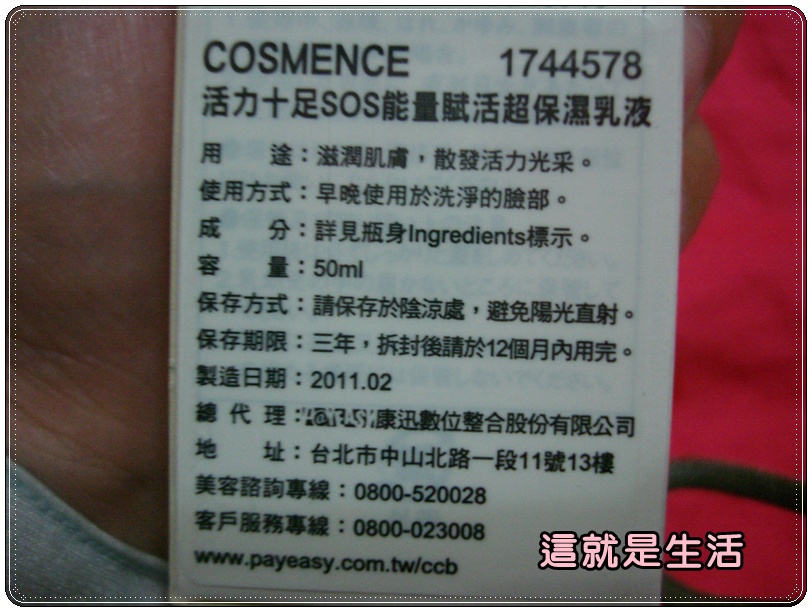 COSMENCE 1744578
活力十足SOS能量賦活超保濕乳液
用 途：滋潤肌膚，散發活力光采。
使用方式：早晚使用於洗淨的臉部。
成 分：詳見瓶身Ingredients標示。
容 量：50ml
保存方式：請保存於陰涼處，避免陽光直射。
保存期限：三年，拆封後請於12個月內用完。
製造日期：2011.02
總 代 理：康迅數位整合股份有限公司
地 址：台北市中山北路一段11號13樓
美容諮詢專線：0800-520028
客戶服務專線：0800-023008
www.payeasy.com.tw/ccb
這就是生活